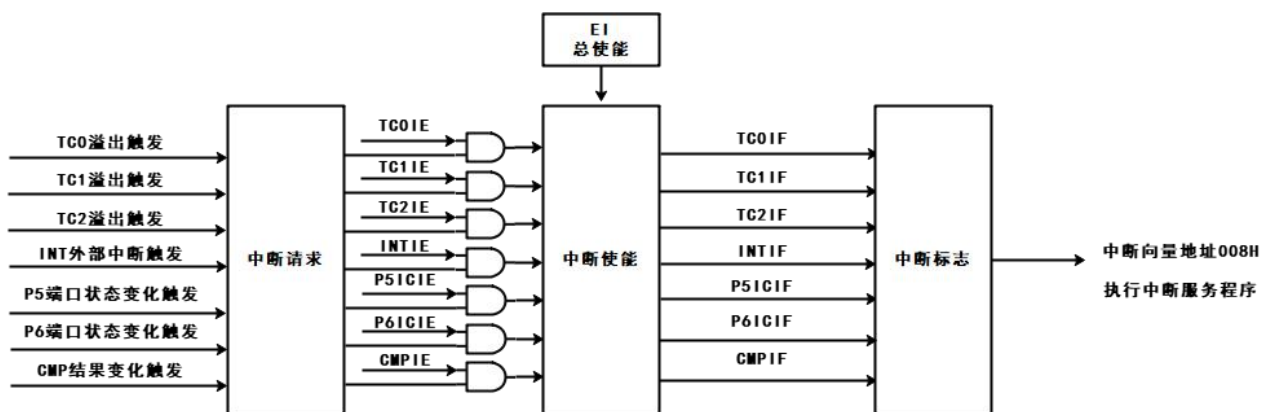 EI
总使能
TC0溢出触发
TC1溢出触发
TC2溢出触发
INT外部中断触发
P5端口状态变化触发
P6端口状态变化触发
CMP结果变化触发
中断请求
TC0IE
TC1IE
TC2IE
INTIE
P5ICIE
P6ICIE
CMPIE
中断使能
TC0IF
TC1IF
TC2IF
INTIF
P5ICIF
P6ICIF
CMPIF
中断标志
中断向量地址008H
执行中断服务程序